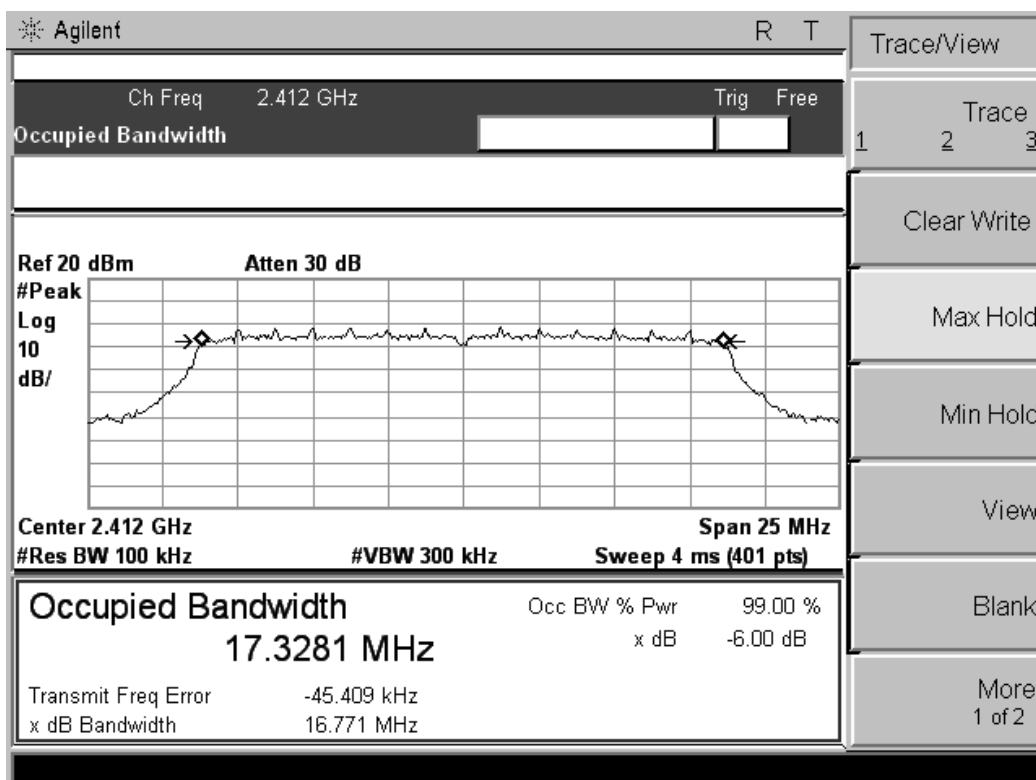 Agilent R T
Trace/View
Ch Freq 2.412 GHz Trig Free
Occupied Bandwidth
Trace
1 2 3
Clear Write
Ref 20 dBm Atten 30 dB
#Peak
Log
10
dB/
Max Hold
Min Hold
View
Center 2.412 GHz Span 25 MHz
#Res BW 100 kHz #VBW 300 kHz Sweep 4 ms (401 pts)
Occupied Bandwidth
17.3281 MHz
Occ BW % Pwr 99.00 %
x dB -6.00 dB
Transmit Freq Error -45.409 kHz
x dB Bandwidth 16.771 MHz
Blank
More
1 of 2